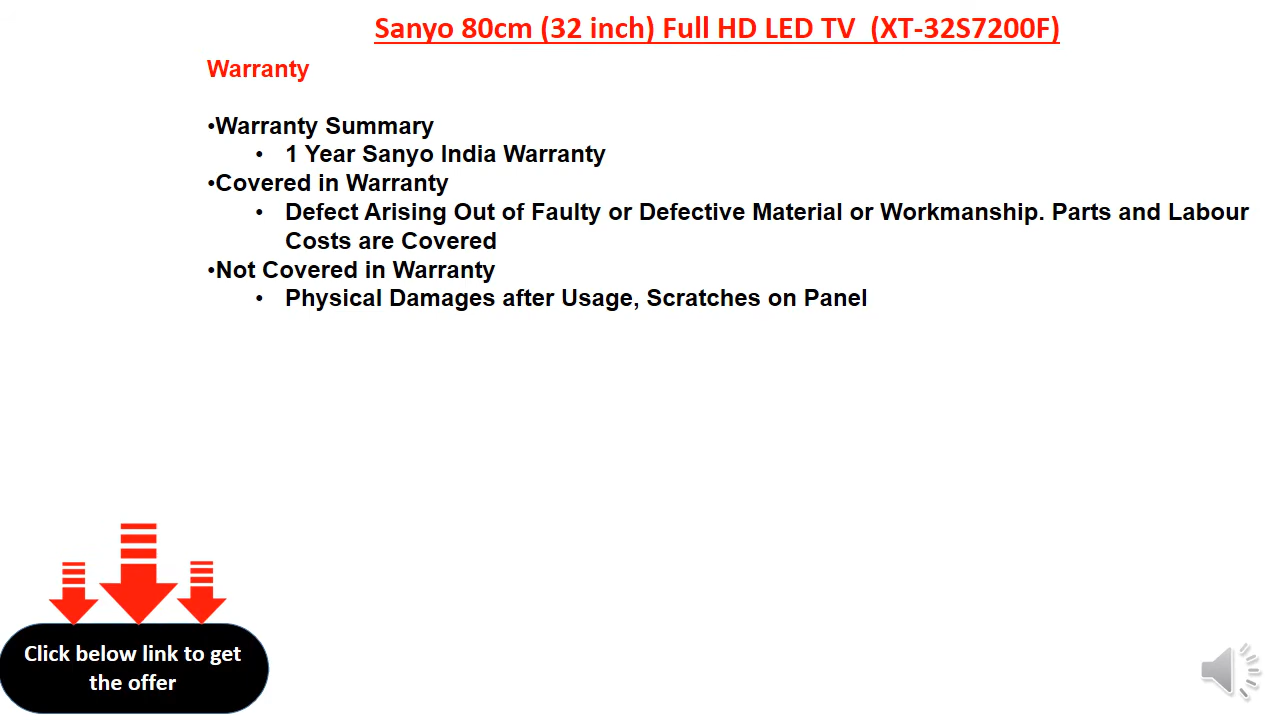 Sanyo 80cm (32 inch) Full HD LED TV (XT-32S7200F)
Warranty
•Warranty Summary
• 1 Year Sanyo India Warranty
•Covered in Warranty
• Defect Arising Out of Faulty or Defective Material or Workmanship. Parts and Labour
Costs are Covered
•Not Covered in Warranty
• Physical Damages after Usage, Scratches on Panel
Click below link to get
the offer